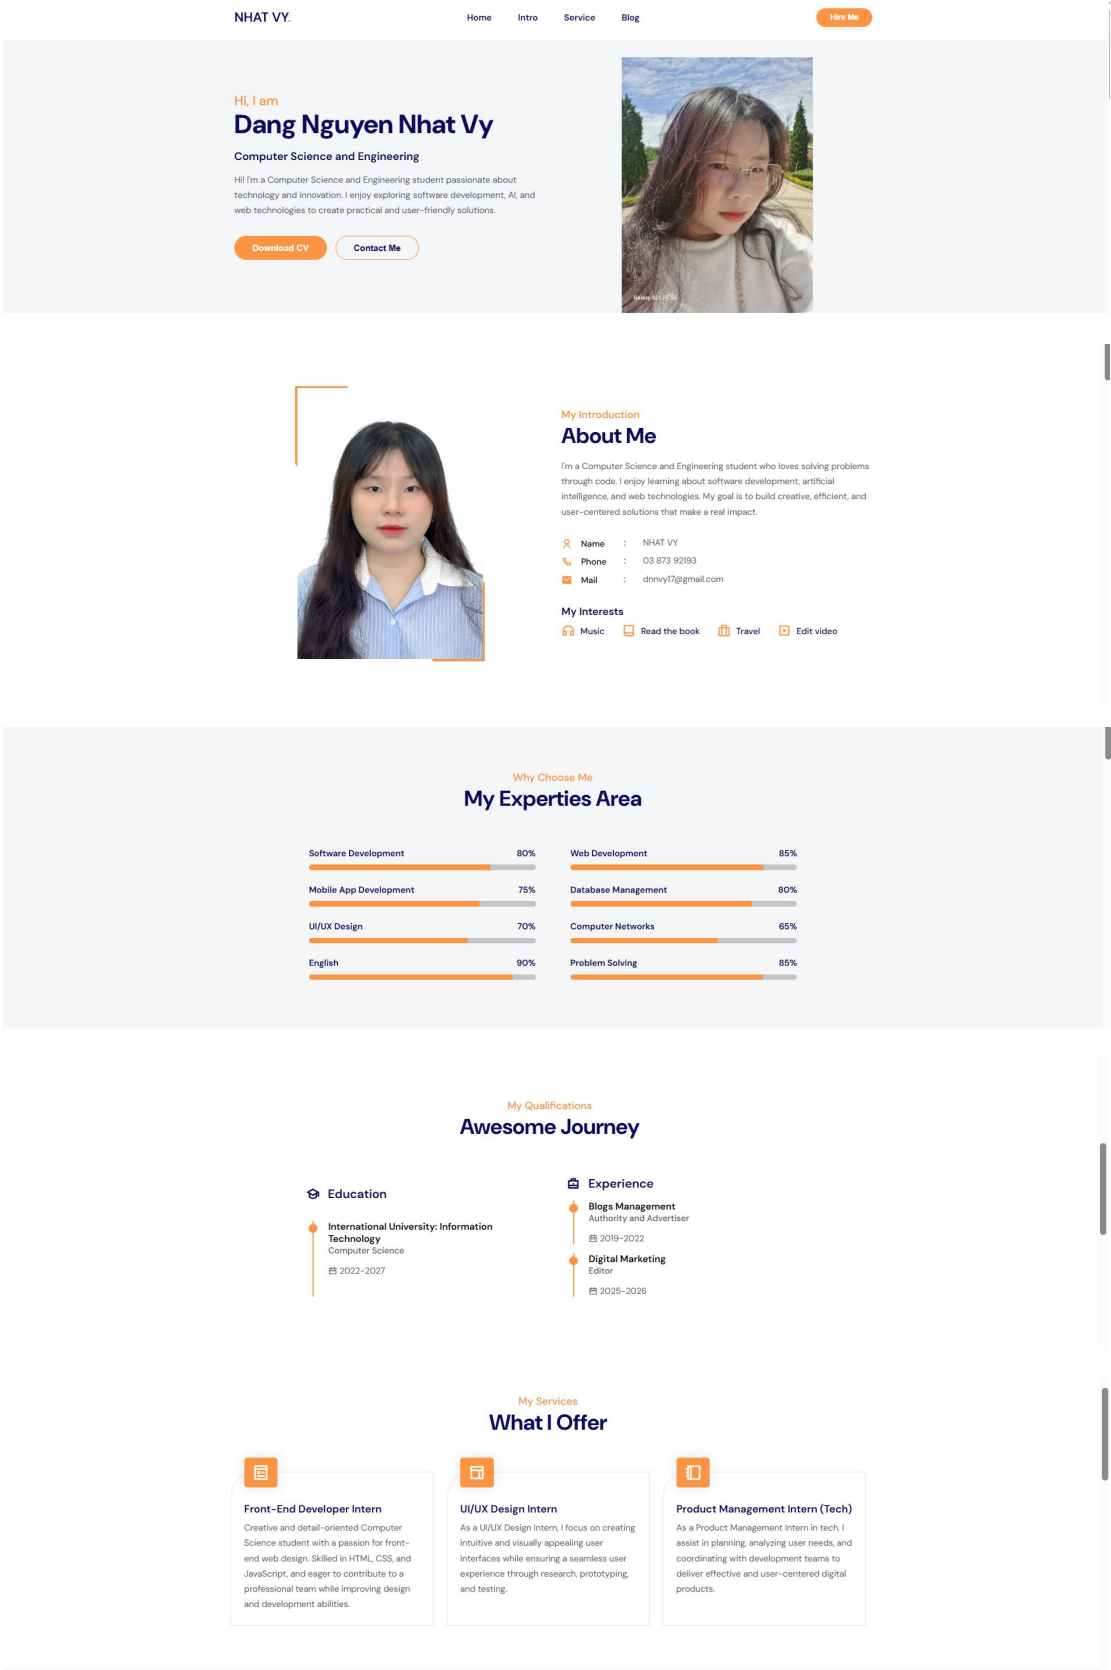 NHAT VY.
Home Intro Service Blog
Hire Me
Hi, I am
Dang Nguyen Nhat Vy
Computer Science and Engineering
Hi! I'm a Computer Science and Engineering student passionate about
technology and innovation. I enjoy exploring software development, AI, and
web technologies to create practical and user-friendly solutions.
Download CV
Contact Me
Galaxy S21 FE 5G
My Introduction
About Me
I'm a Computer Science and Engineering student who loves solving problems
through code. I enjoy learning about software development, artificial
intelligence, and web technologies. My goal is to build creative, efficient, and
user-centered solutions that make a real impact.
Name : NHAT VY
Phone : 03 873 92193
Mail : dnnvy17@gmail.com
My Interests
Music Read the book Travel Edit video
Why Choose Me
My Experties Area
Software Development 80%
Web Development 85%
Mobile App Development 75%
Database Management 80%
UI/UX Design 70%
Computer Networks 65%
English 90%
Problem Solving 85%
My Qualifications
Awesome Journey
Education
International University: Information
Technology
Computer Science
2022-2027
Experience
Blogs Management
Authority and Advertiser
2019-2022
Digital Marketing
Editor
2025-2026
My Services
What I Offer
Front-End Developer Intern
Creative and detail-oriented Computer
Science student with a passion for front-
end web design. Skilled in HTML, CSS, and
JavaScript, and eager to contribute to a
professional team while improving design
and development abilities.
UI/UX Design Intern
As a UI/UX Design Intern, I focus on creating
intuitive and visually appealing user
interfaces while ensuring a seamless user
experience through research, prototyping,
and testing.
Product Management Intern (Tech)
As a Product Management Intern in tech, I
assist in planning, analyzing user needs, and
coordinating with development teams to
deliver effective and user-centered digital
products.